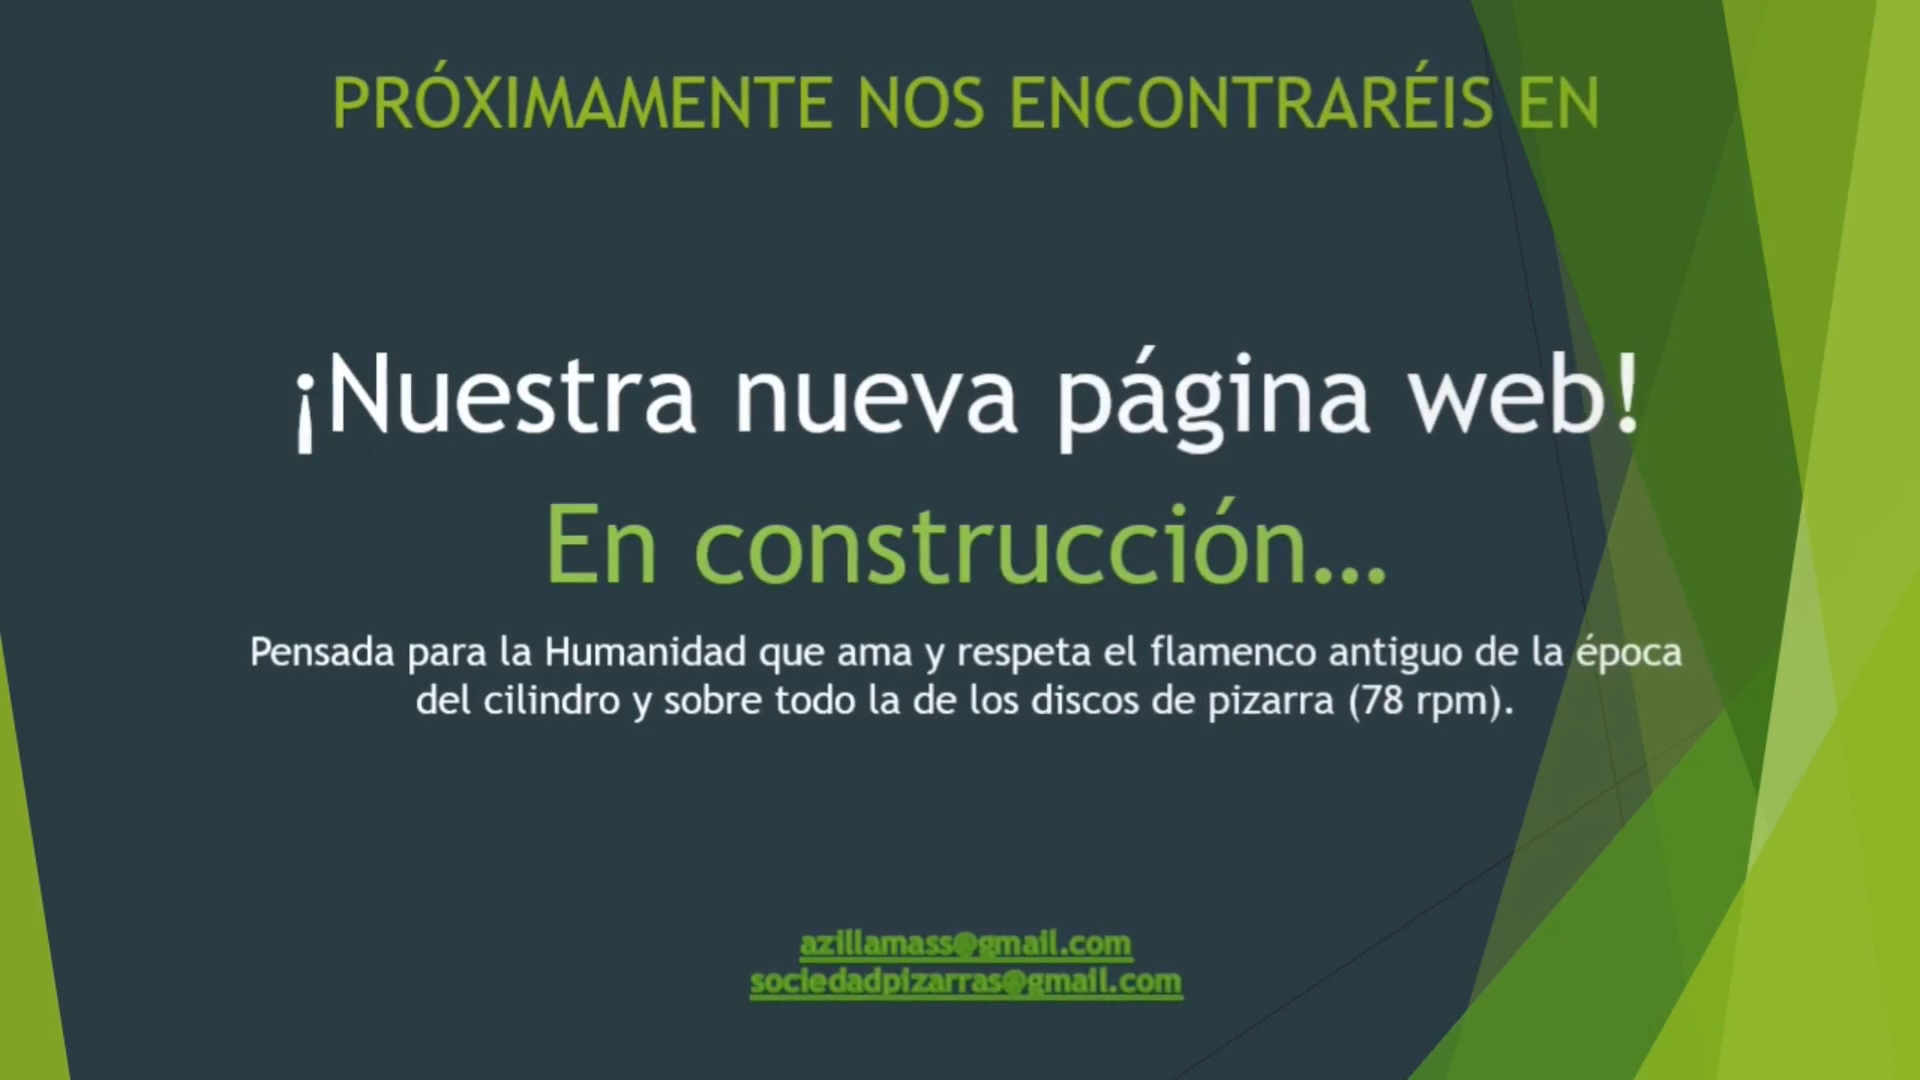 PRÓXIMAMENTE NOS ENCONTRARÉIS EN
¡Nuestra nueva página web!
En construcción...
Pensada para la Humanidad que ama y respeta el flamenco antiguo de la época
del cilindro y sobre todo la de los discos de pizarra (78 rpm).
azillamass@gmail.com
sociedadpizarras@gmail.com